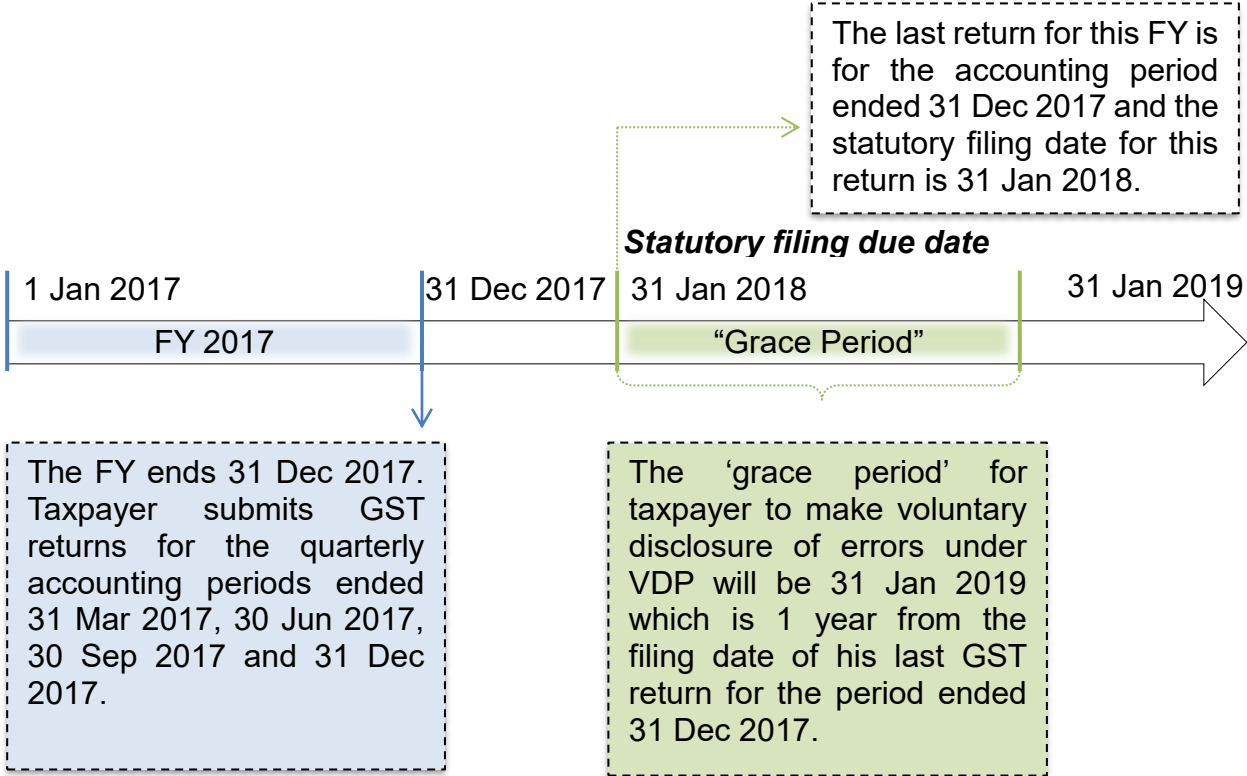 The last return for this FY is
for the accounting period
ended 31 Dec 2017 and the
statutory filing date for this
return is 31 Jan 2018.
Statutory filing due date
1 Jan 2017
31 Dec 2017
31 Jan 2018
31 Jan 2019
FY 2017
“Grace Period”
The FY ends 31 Dec 2017.
Taxpayer submits GST
returns for the quarterly
accounting periods ended
31 Mar 2017, 30 Jun 2017,
30 Sep 2017 and 31 Dec
2017.
The ‘grace period’ for
taxpayer to make voluntary
disclosure of errors under
VDP will be 31 Jan 2019
which is 1 year from the
filing date of his last GST
return for the period ended
31 Dec 2017.